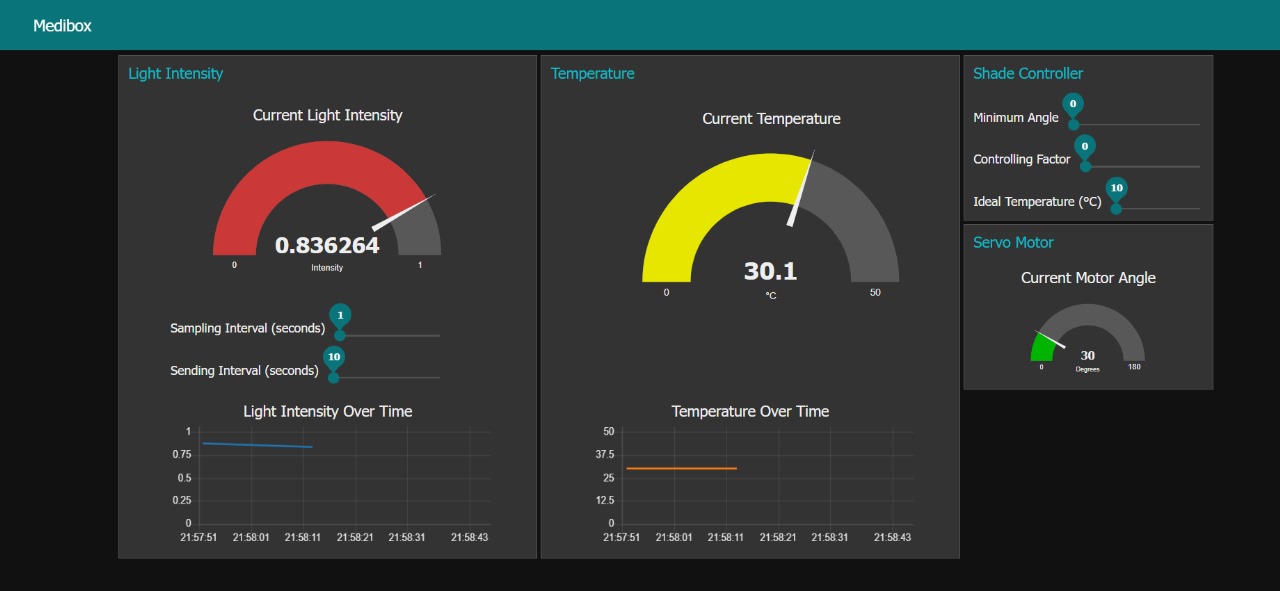 Medibox
Light Intensity
Current Light Intensity
0.836264
0 Intensity 1
Sampling Interval (seconds) 1
Sending Interval (seconds) 10
Light Intensity Over Time
1
0.75
0.5
0.25
0
21:57:51 21:58:01 21:58:11 21:58:21 21:58:31 21:58:43
Temperature
Current Temperature
30.1
0 °C 50
Temperature Over Time
50
37.5
25
12.5
0
21:57:51 21:58:01 21:58:11 21:58:21 21:58:31 21:58:43
Shade Controller
Minimum Angle 0
Controlling Factor 0
Ideal Temperature (°C) 10
Servo Motor
Current Motor Angle
30
0 Degrees 180